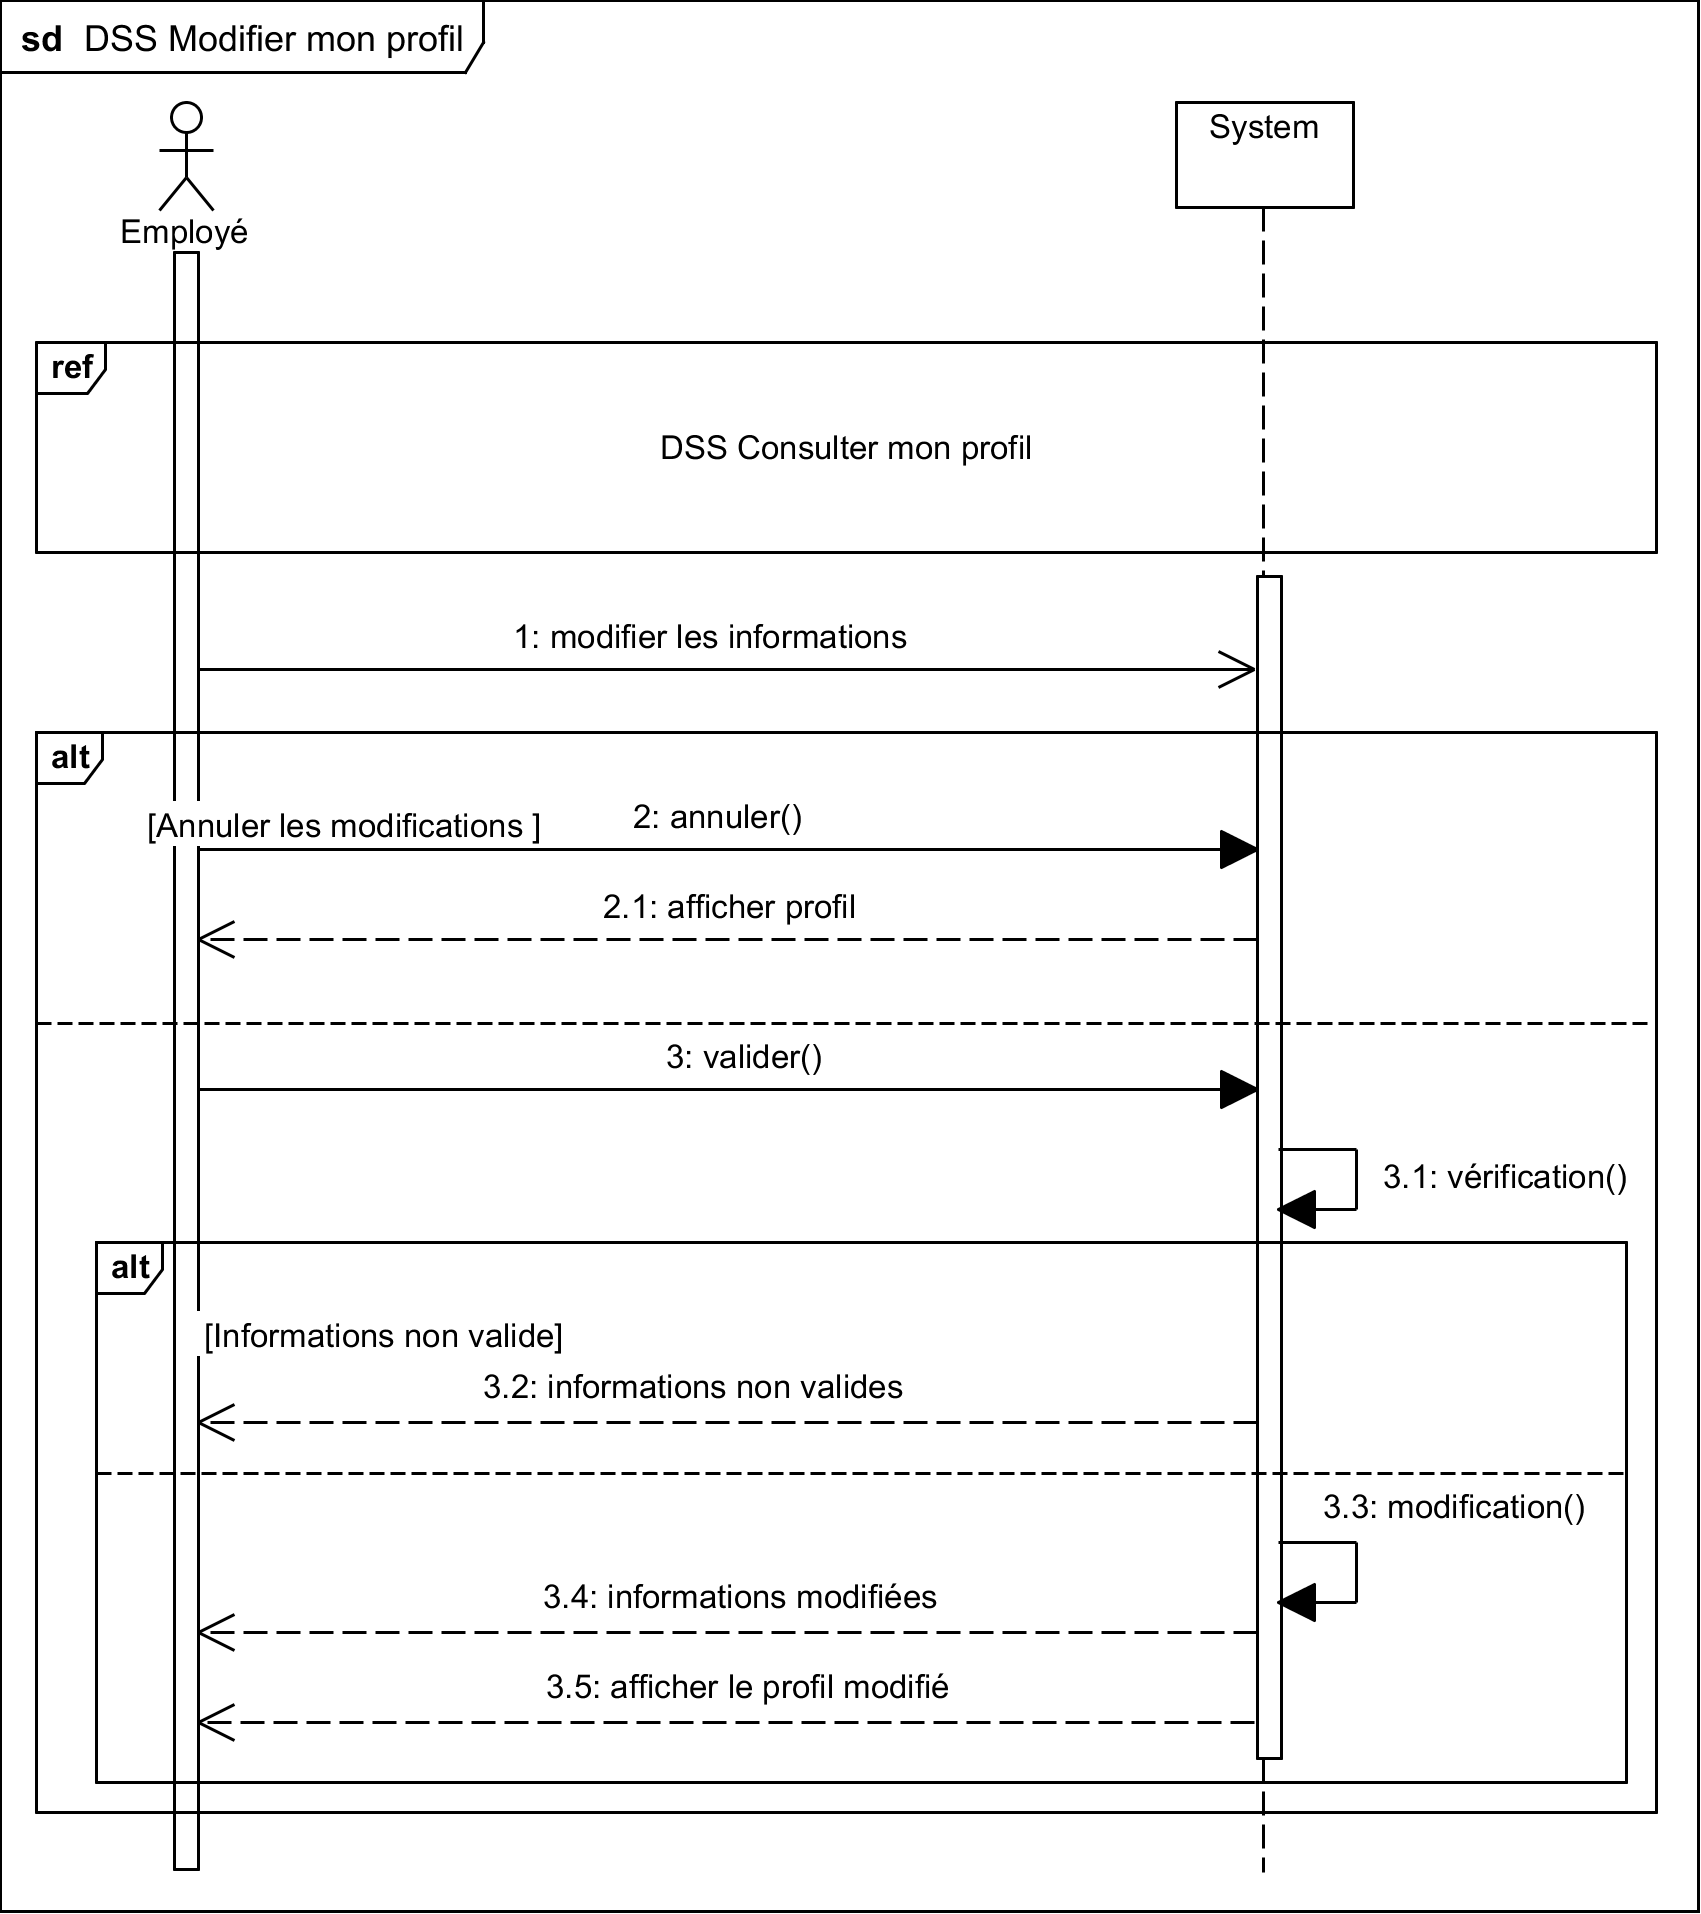 sd DSS Modifier mon profil
System
Employé
ref
DSS Consulter mon profil
1: modifier les informations
alt
[Annuler les modifications ]
2: annuler()
2.1: afficher profil
3: valider()
3.1: vérification()
alt
[Informations non valide]
3.2: informations non valides
3.3: modification()
3.4: informations modifiées
3.5: afficher le profil modifié